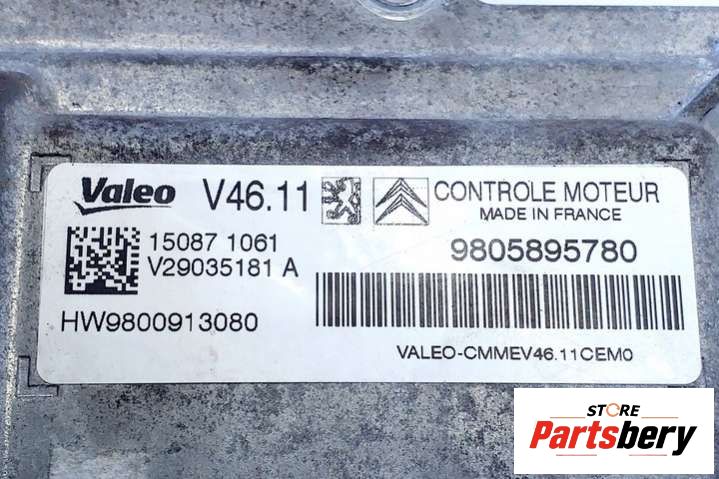 Valeo V46.11 CONTROLE MOTEUR
MADE IN FRANCE
15087 1061
V29035181 A
9805895780
HW9800913080
VALEO-CMMEV46.11CEM0
STORE
Partsbery